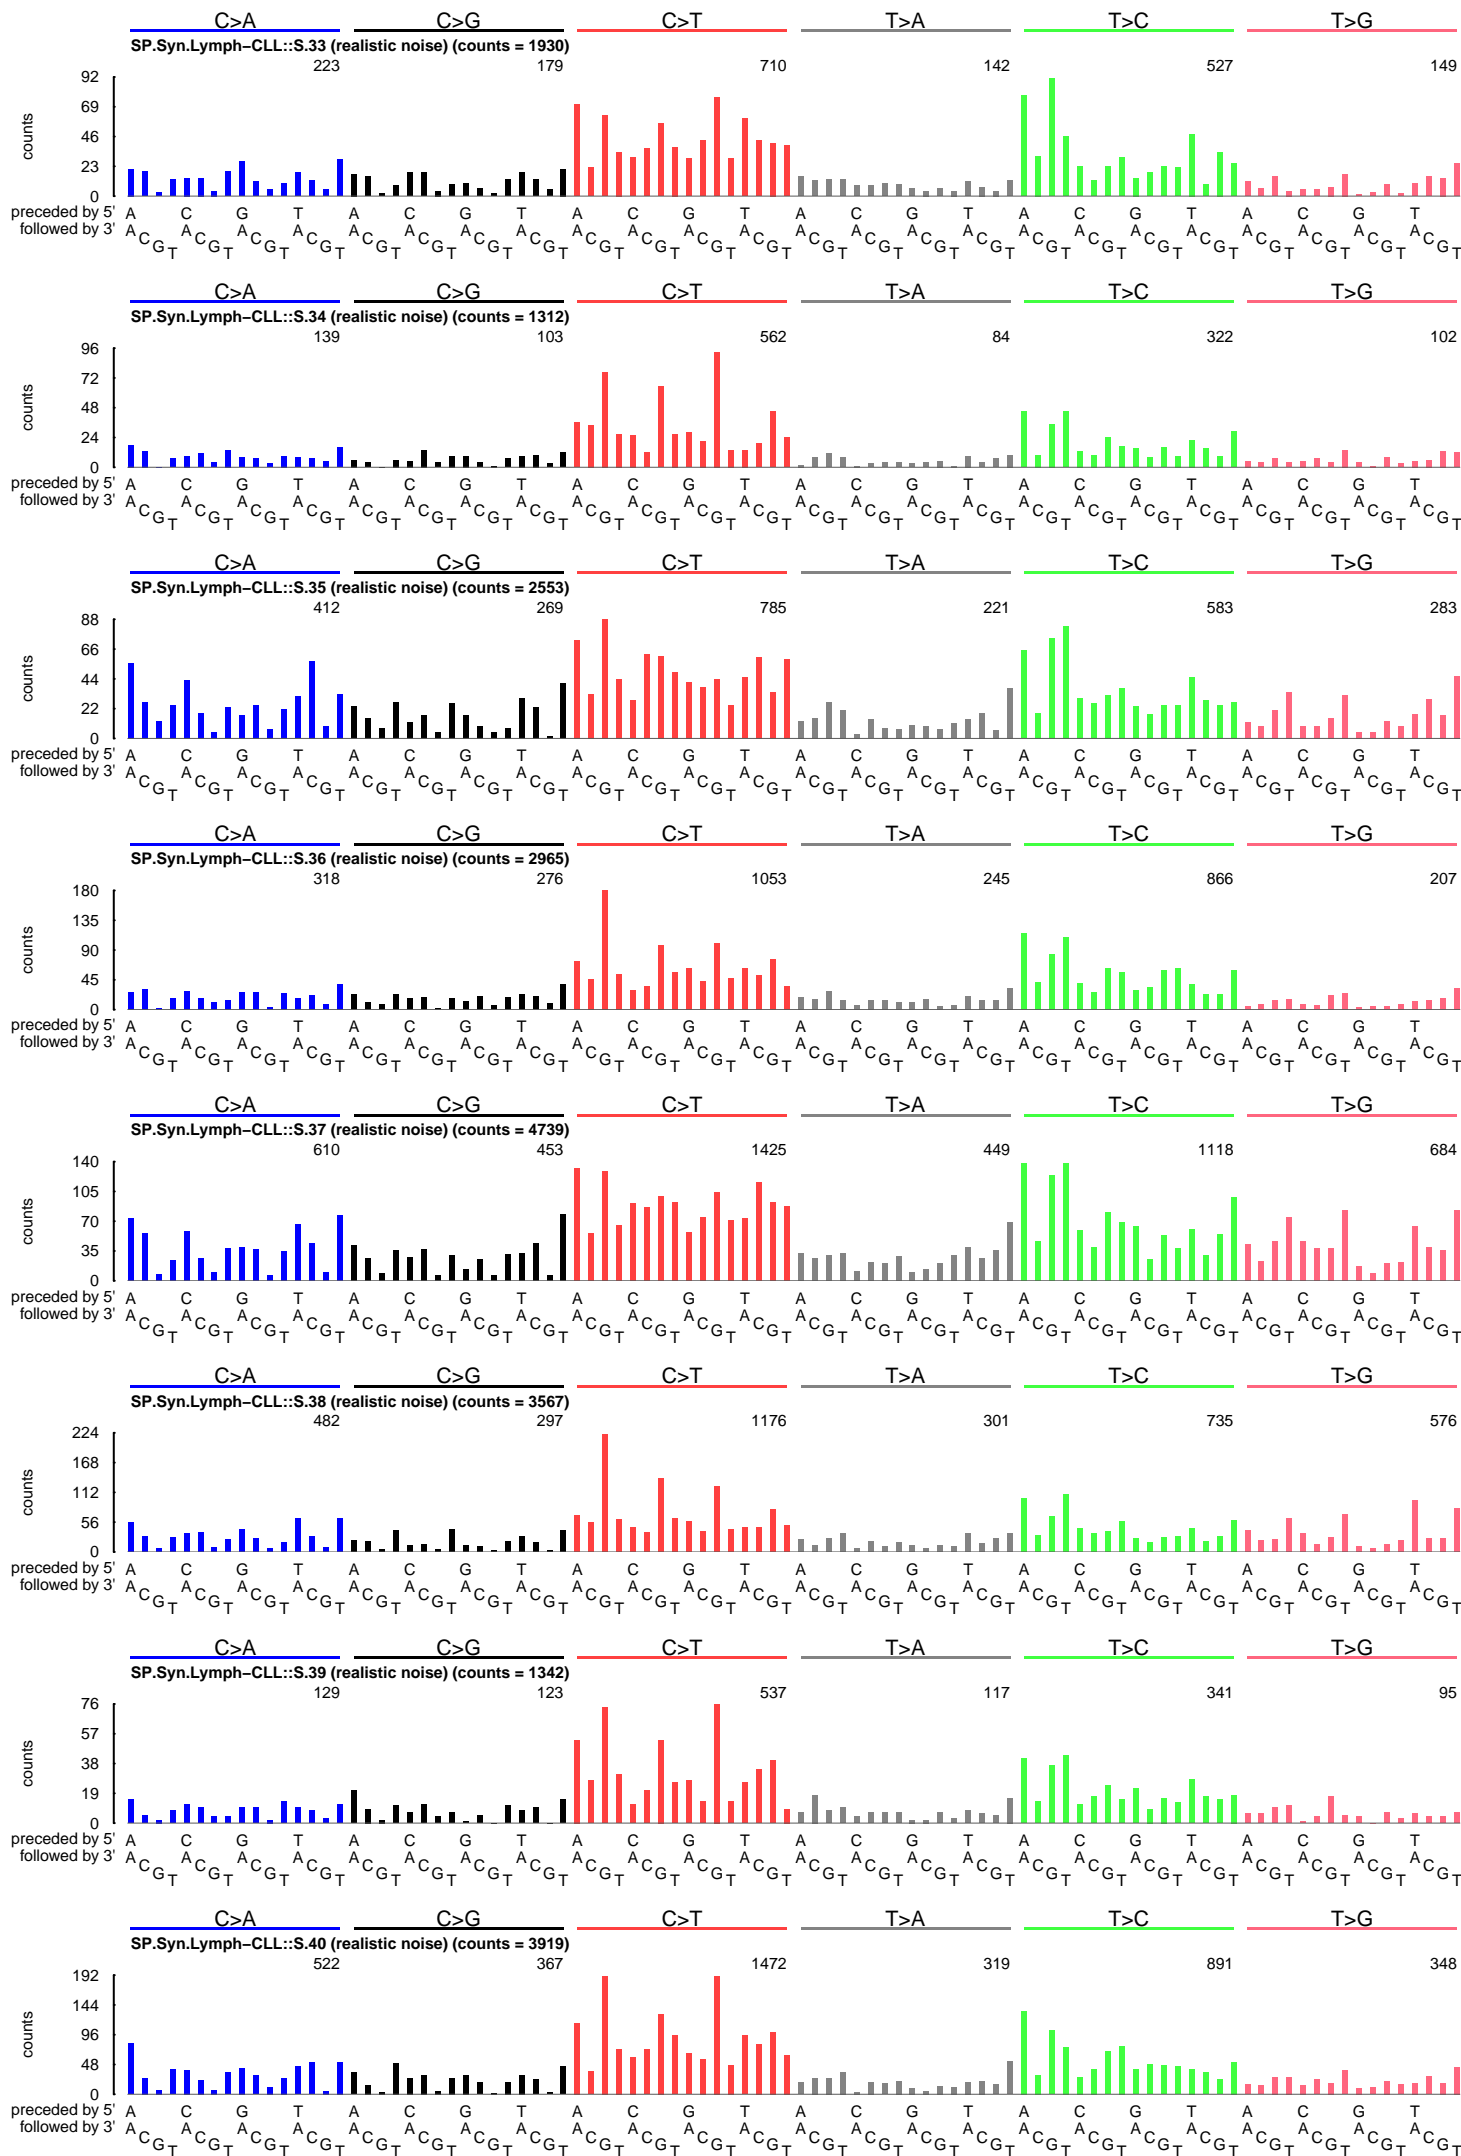 C>A C>G C>T T>A T>C T>G
SP.Syn.Lymph−CLL::S.33 (realistic noise) (counts = 1930)
223 179 710 142 527 149
92
69
46
23
0
counts
preceded by 5' A C G T A C G T A C G T A C G T A C G T A C G T
followed by 3' A C G T A C G T A C G T A C G T A C G T A C G T A C G T A C G T A C G T A C G T A C G T A C G T A C G T A C G T A C G T A C G T A C G T A C G T A C G T A C G T A C G T A C G T A C G T A C G T
C>A C>G C>T T>A T>C T>G
SP.Syn.Lymph−CLL::S.34 (realistic noise) (counts = 1312)
139 103 562 84 322 102
96
72
48
24
0
counts
preceded by 5' A C G T A C G T A C G T A C G T A C G T A C G T
followed by 3' A C G T A C G T A C G T A C G T A C G T A C G T A C G T A C G T A C G T A C G T A C G T A C G T A C G T A C G T A C G T A C G T A C G T A C G T A C G T A C G T A C G T A C G T A C G T A C G T
C>A C>G C>T T>A T>C T>G
SP.Syn.Lymph−CLL::S.35 (realistic noise) (counts = 2553)
412 269 785 221 583 283
88
66
44
22
0
counts
preceded by 5' A C G T A C G T A C G T A C G T A C G T A C G T
followed by 3' A C G T A C G T A C G T A C G T A C G T A C G T A C G T A C G T A C G T A C G T A C G T A C G T A C G T A C G T A C G T A C G T A C G T A C G T A C G T A C G T A C G T A C G T A C G T A C G T
C>A C>G C>T T>A T>C T>G
SP.Syn.Lymph−CLL::S.36 (realistic noise) (counts = 2965)
318 276 1053 245 866 207
180
135
90
45
0
counts
preceded by 5' A C G T A C G T A C G T A C G T A C G T A C G T
followed by 3' A C G T A C G T A C G T A C G T A C G T A C G T A C G T A C G T A C G T A C G T A C G T A C G T A C G T A C G T A C G T A C G T A C G T A C G T A C G T A C G T A C G T A C G T A C G T A C G T
C>A C>G C>T T>A T>C T>G
SP.Syn.Lymph−CLL::S.37 (realistic noise) (counts = 4739)
610 453 1425 449 1118 684
140
105
70
35
0
counts
preceded by 5' A C G T A C G T A C G T A C G T A C G T A C G T
followed by 3' A C G T A C G T A C G T A C G T A C G T A C G T A C G T A C G T A C G T A C G T A C G T A C G T A C G T A C G T A C G T A C G T A C G T A C G T A C G T A C G T A C G T A C G T A C G T A C G T
C>A C>G C>T T>A T>C T>G
SP.Syn.Lymph−CLL::S.38 (realistic noise) (counts = 3567)
482 297 1176 301 735 576
224
168
112
56
0
counts
preceded by 5' A C G T A C G T A C G T A C G T A C G T A C G T
followed by 3' A C G T A C G T A C G T A C G T A C G T A C G T A C G T A C G T A C G T A C G T A C G T A C G T A C G T A C G T A C G T A C G T A C G T A C G T A C G T A C G T A C G T A C G T A C G T A C G T
C>A C>G C>T T>A T>C T>G
SP.Syn.Lymph−CLL::S.39 (realistic noise) (counts = 1342)
129 123 537 117 341 95
76
57
38
19
0
counts
preceded by 5' A C G T A C G T A C G T A C G T A C G T A C G T
followed by 3' A C G T A C G T A C G T A C G T A C G T A C G T A C G T A C G T A C G T A C G T A C G T A C G T A C G T A C G T A C G T A C G T A C G T A C G T A C G T A C G T A C G T A C G T A C G T A C G T
C>A C>G C>T T>A T>C T>G
SP.Syn.Lymph−CLL::S.40 (realistic noise) (counts = 3919)
522 367 1472 319 891 348
192
144
96
48
0
counts
preceded by 5' A C G T A C G T A C G T A C G T A C G T A C G T
followed by 3' A C G T A C G T A C G T A C G T A C G T A C G T A C G T A C G T A C G T A C G T A C G T A C G T A C G T A C G T A C G T A C G T A C G T A C G T A C G T A C G T A C G T A C G T A C G T A C G T